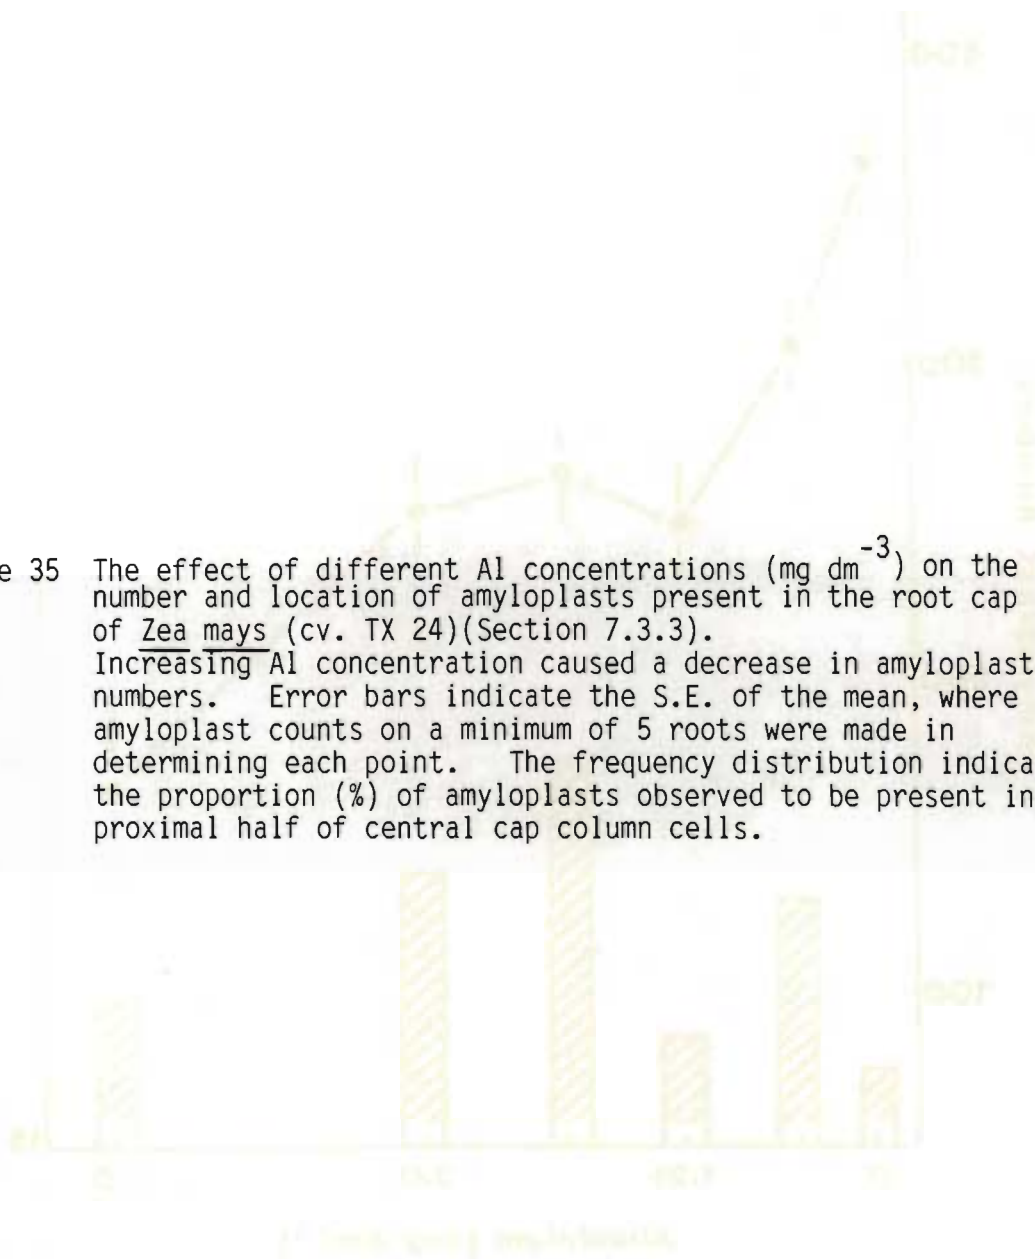 e 35 The effect of different Al concentrations (mg dm⁻³) on the
number and location of amyloplasts present in the root cap
of Zea mays (cv. TX 24)(Section 7.3.3).
Increasing Al concentration caused a decrease in amyloplast
numbers. Error bars indicate the S.E. of the mean, where
amyloplast counts on a minimum of 5 roots were made in
determining each point. The frequency distribution indica
the proportion (%) of amyloplasts observed to be present in
proximal half of central cap column cells.